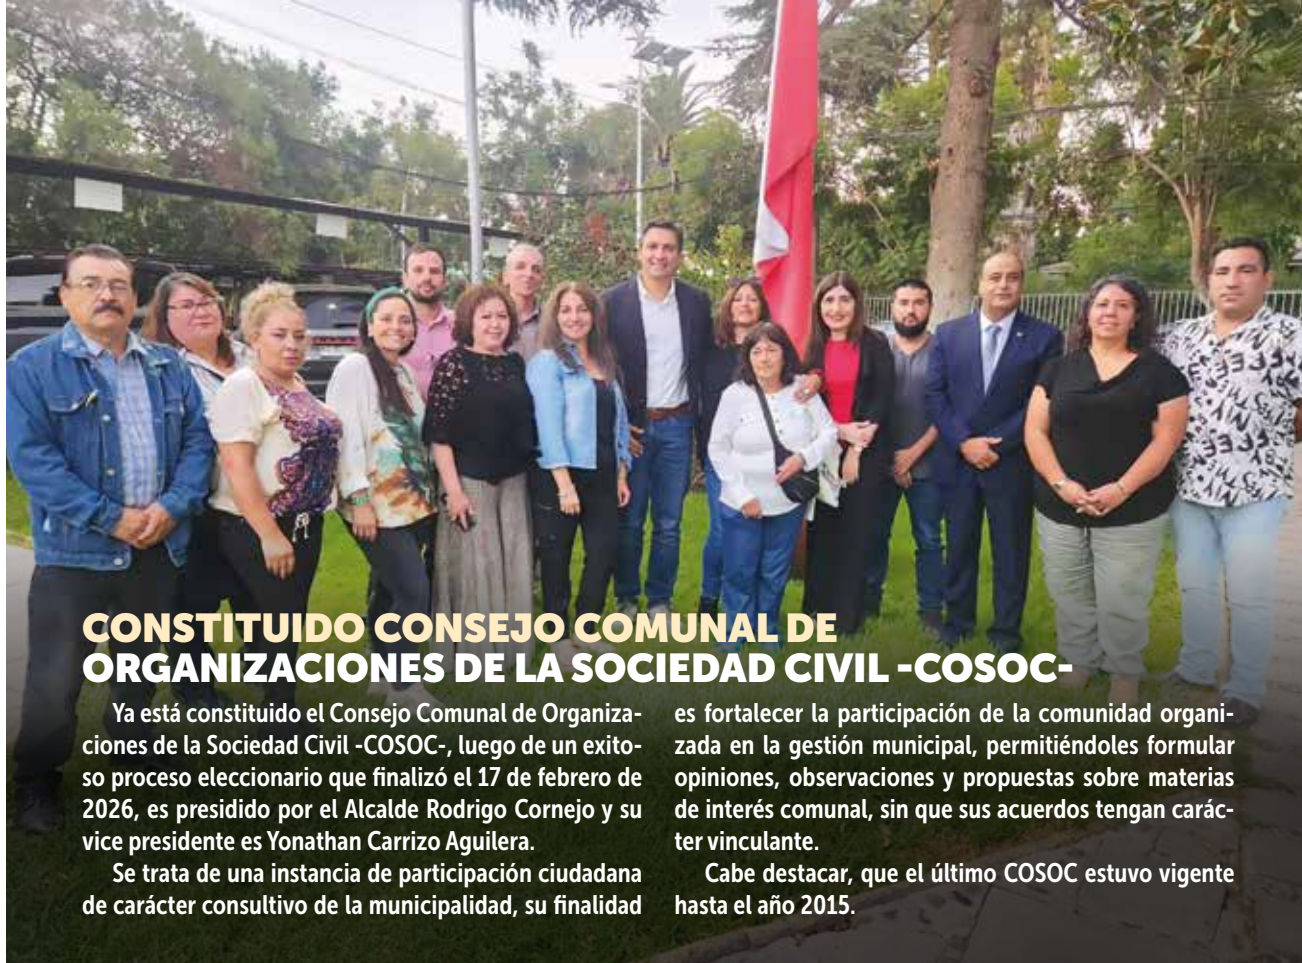 CONSTITUIDO CONSEJO COMUNAL DE
ORGANIZACIONES DE LA SOCIEDAD CIVIL -COSOC-
Ya está constituido el Consejo Comunal de Organiza-
ciones de la Sociedad Civil -COSOC-, luego de un exito-
so proceso eleccionario que finalizó el 17 de febrero de
2026, es presidido por el Alcalde Rodrigo Cornejo y su
vice presidente es Yonathan Carrizo Aguilera.
Se trata de una instancia de participación ciudadana
de carácter consultivo de la municipalidad, su finalidad
es fortalecer la participación de la comunidad organi-
zada en la gestión municipal, permitiéndoles formular
opiniones, observaciones y propuestas sobre materias
de interés comunal, sin que sus acuerdos tengan carác-
ter vinculante.
Cabe destacar, que el último COSOC estuvo vigente
hasta el año 2015.